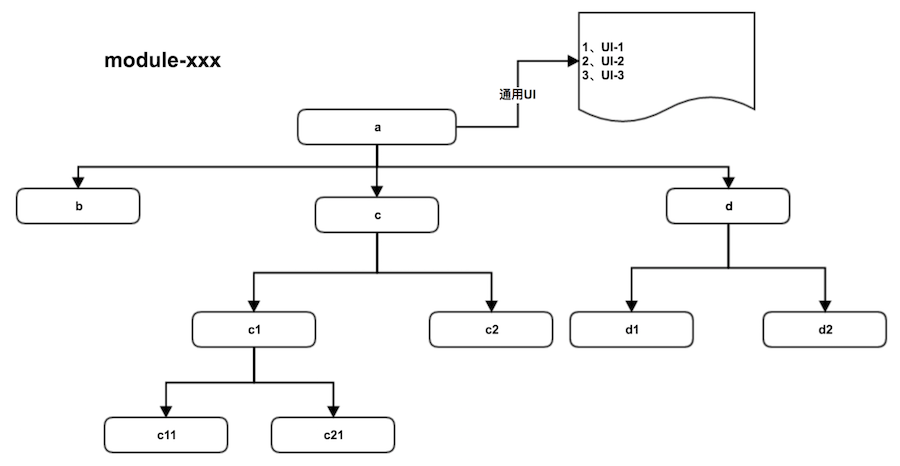 module-xxx
1、UI-1
2、UI-2
3、UI-3
通用UI
a
b
c
d
c1
c2
d1
d2
c11
c21